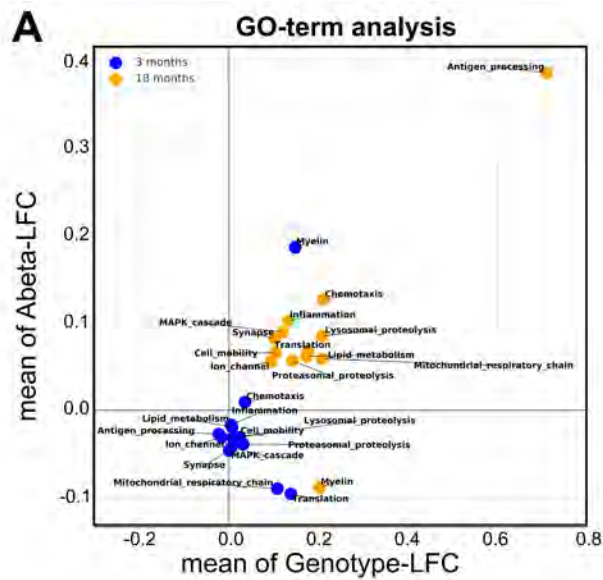 A
GO-term analysis
0.4
0.3
0.2
0.1
0.0
-0.1
mean of Abeta-LFC
3 months
18 months
Antigen_processing
Myelin
Chemotaxis
Inflammation
MAPK_cascade
Synapse
Lysosomal_proteolysis
Translation
Cell_mobility
Lipid_metabolism
Ion_channel
Mitochondrial_respiratory_chain
Proteasomal_proteolysis
Chemotaxis
Inflammation
Lipid_metabolism
Lysosomal_proteolysis
Antigen_processing
Cell_mobility
Ion_channel
Proteasomal_proteolysis
MAPK_cascade
Synapse
Mitochondrial_respiratory_chain
Myelin
Translation
-0.2
0.0
0.2
0.4
0.6
0.8
mean of Genotype-LFC